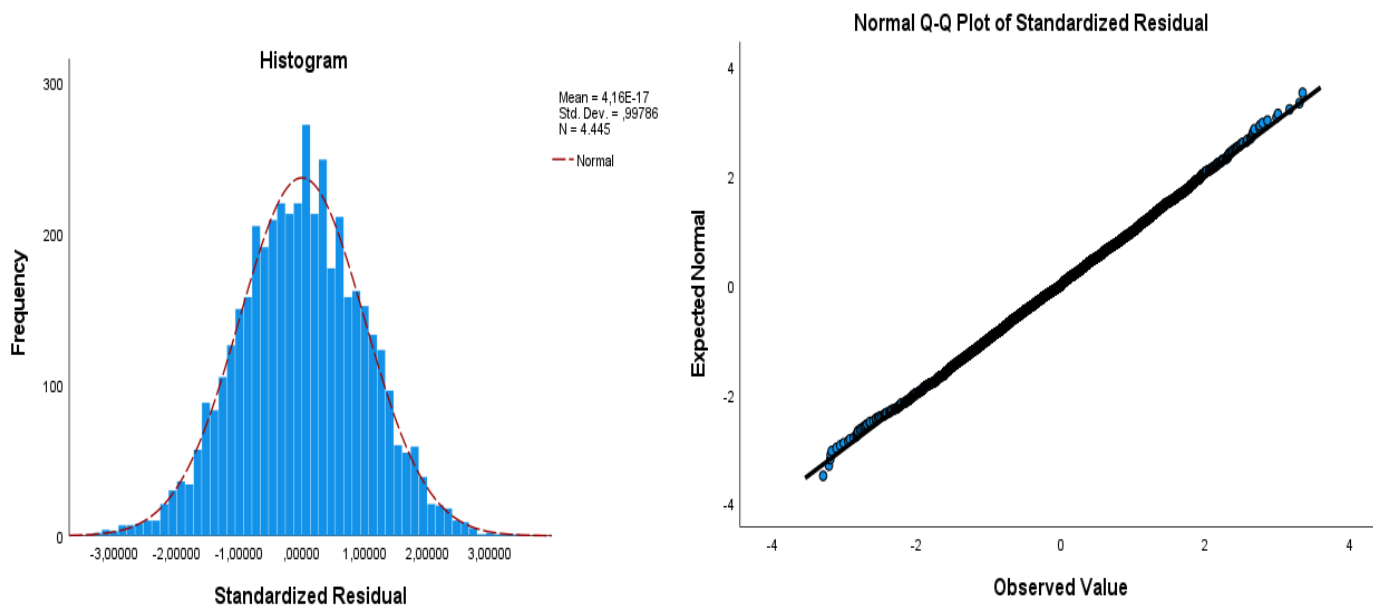 Histogram
300
200
100
0
Frequency
-3,00000
-2,00000
-1,00000
,00000
1,00000
2,00000
3,00000
Standardized Residual
Mean = 4,16E-17
Std. Dev. = ,99786
N = 4.445
Normal
Normal Q-Q Plot of Standardized Residual
4
2
0
-2
-4
Expected Normal
-4
-2
0
2
4
Observed Value